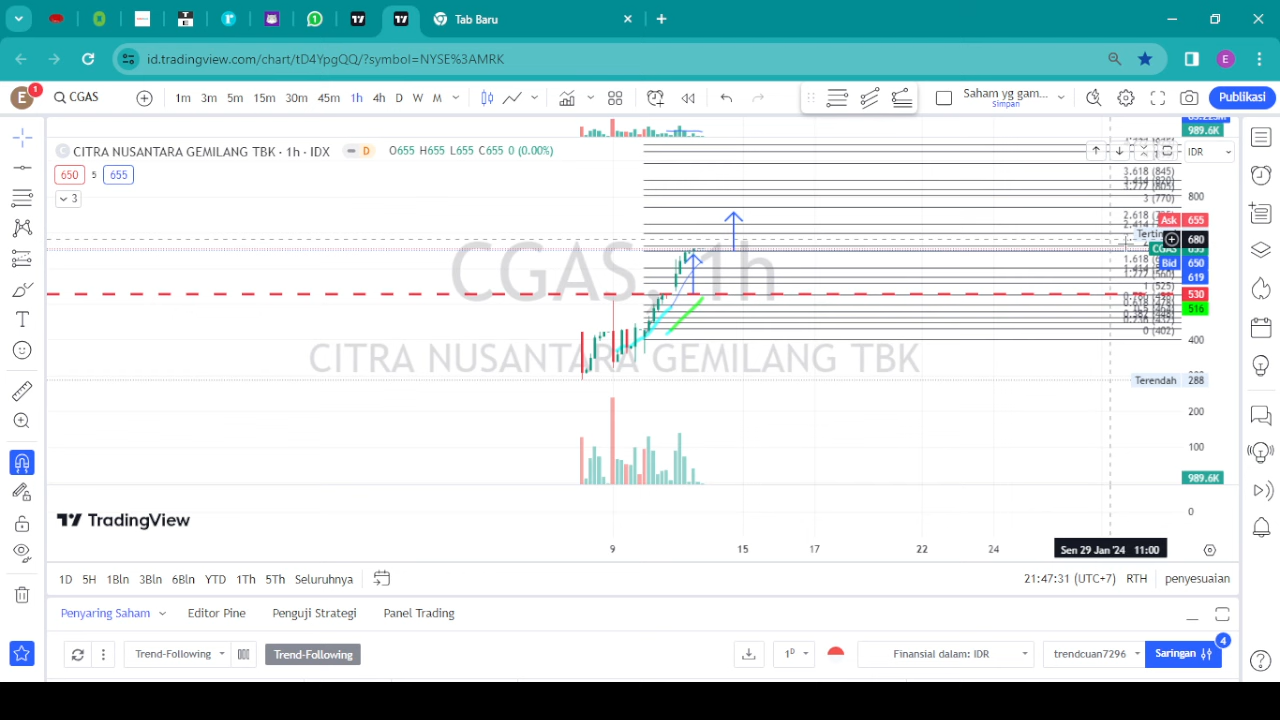 Tab Baru
id.tradingview.com/chart/tD4YpgQQ/?symbol=NYSE%3AMRK
E 1 CGAS 1m 3m 5m 15m 30m 45m 1h 4h D W M Saham yg gam... Simpan Publikasi
989.6K
CITRA NUSANTARA GEMILANG TBK · 1h · IDX D O655 H655 L655 C655 0 (0.00%) IDR
650 5 655
3
3.618 (845)
800
3 (770)
Ask 655
680
CGAS
Bid 650
619
1 (525)
530
516
0 (402)
400
CGAS, 1h
CITRA NUSANTARA GEMILANG TBK
Terendah 288
200
100
989.6K
TradingView
0
9 15 17 22 24 Sen 29 Jan '24 11:00
1D 5H 1Bln 3Bln 6Bln YTD 1Th 5Th Seluruhnya 21:47:31 (UTC+7) RTH penyesuaian
Penyaring Saham Editor Pine Penguji Strategi Panel Trading
Trend-Following Trend-Following 1D Finansial dalam: IDR trendcuan7296 Saringan 4